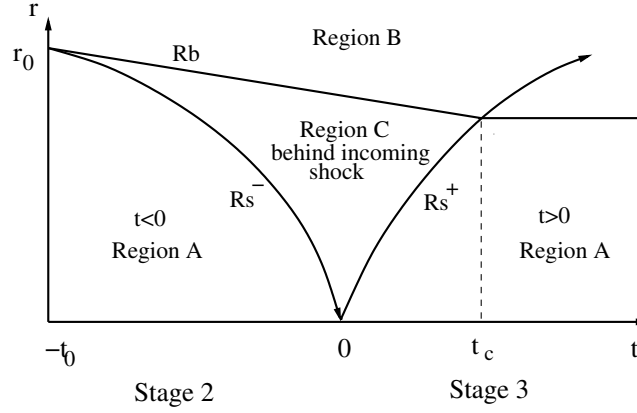 r
r₀
Rb
Region B
Region C
behind incoming
shock
Rs⁻
Rs⁺
t<0
Region A
t>0
Region A
−t₀
0
t_c
t
Stage 2
Stage 3